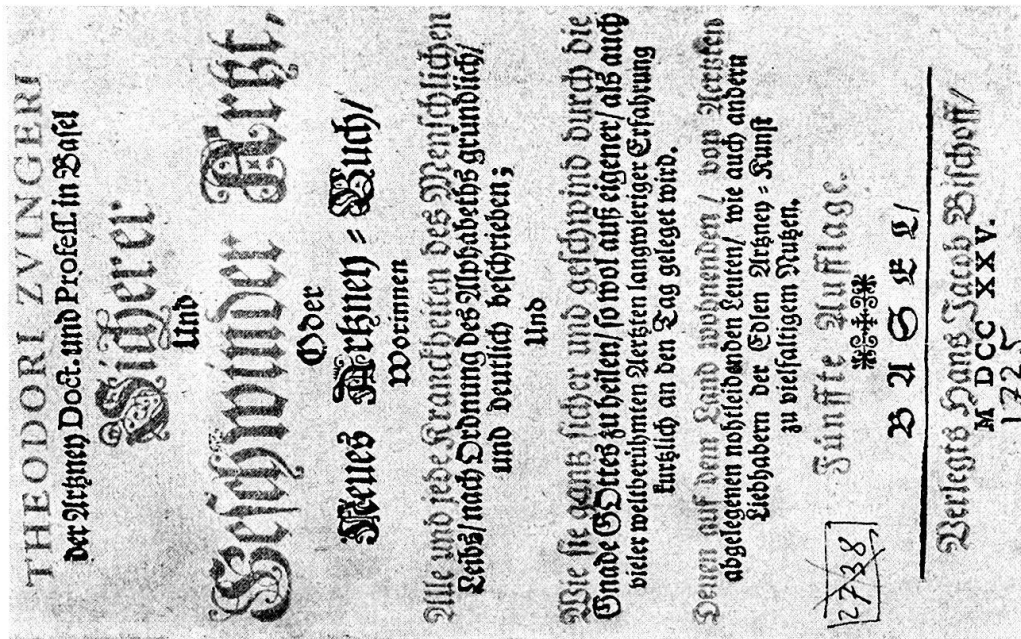 THEODORI ZVINGERI
der Artzney Doct. und Profess. in Basel
Sicherer
Und
Geschwinder Artzt,
Oder
Neues Artzney = Buch/
Worinnen
Alle und jede Kranckheiten des Menschlichen
Leibs/ nach Ordnung des Alphabeths gründlich/
und deutlich beschrieben;
Und
Wie sie gantz sicher und geschwind durch die
Gnade GOttes zu heilen/ so wol auß eigener/ als auch
vieler weltberühmten Aertzten langwieriger Erfahrung
kurtzlich an den Tag geleget wird.
Denen auf dem Land wohnenden / von Aertzten
abgelegenen nohtleidenden Leuten/ wie auch andern
Liebhabern der Edlen Artzney = Kunst
zu vielfaltigem Nutzen.
Fünffte Aufflage.
2738
BASEL/
Verlegts Hans Jacob Bischoff/
M DCC XXV.
1725